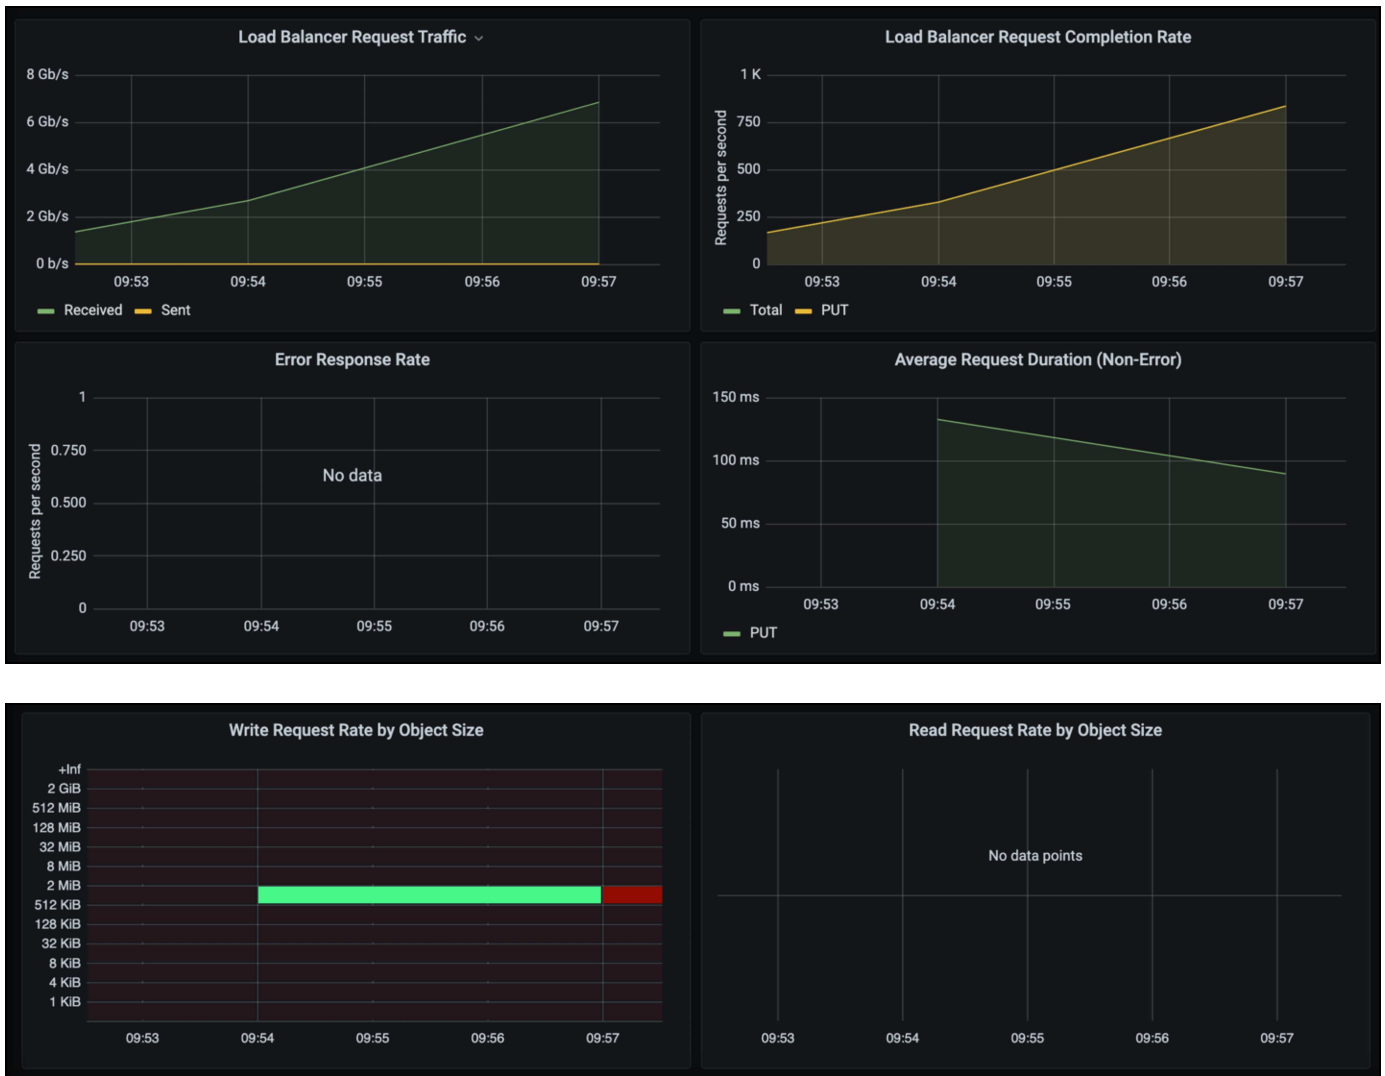 Load Balancer Request Traffic
8 Gb/s
6 Gb/s
4 Gb/s
2 Gb/s
0 b/s
09:53 09:54 09:55 09:56 09:57
Received Sent
Load Balancer Request Completion Rate
Requests per second
1 K
750
500
250
0
09:53 09:54 09:55 09:56 09:57
Total PUT
Error Response Rate
Requests per second
1
0.750
0.500
0.250
0
No data
09:53 09:54 09:55 09:56 09:57
Average Request Duration (Non-Error)
150 ms
100 ms
50 ms
0 ms
09:53 09:54 09:55 09:56 09:57
PUT
Write Request Rate by Object Size
+Inf
2 GiB
512 MiB
128 MiB
32 MiB
8 MiB
2 MiB
512 KiB
128 KiB
32 KiB
8 KiB
4 KiB
1 KiB
09:53 09:54 09:55 09:56 09:57
Read Request Rate by Object Size
No data points
09:53 09:54 09:55 09:56 09:57